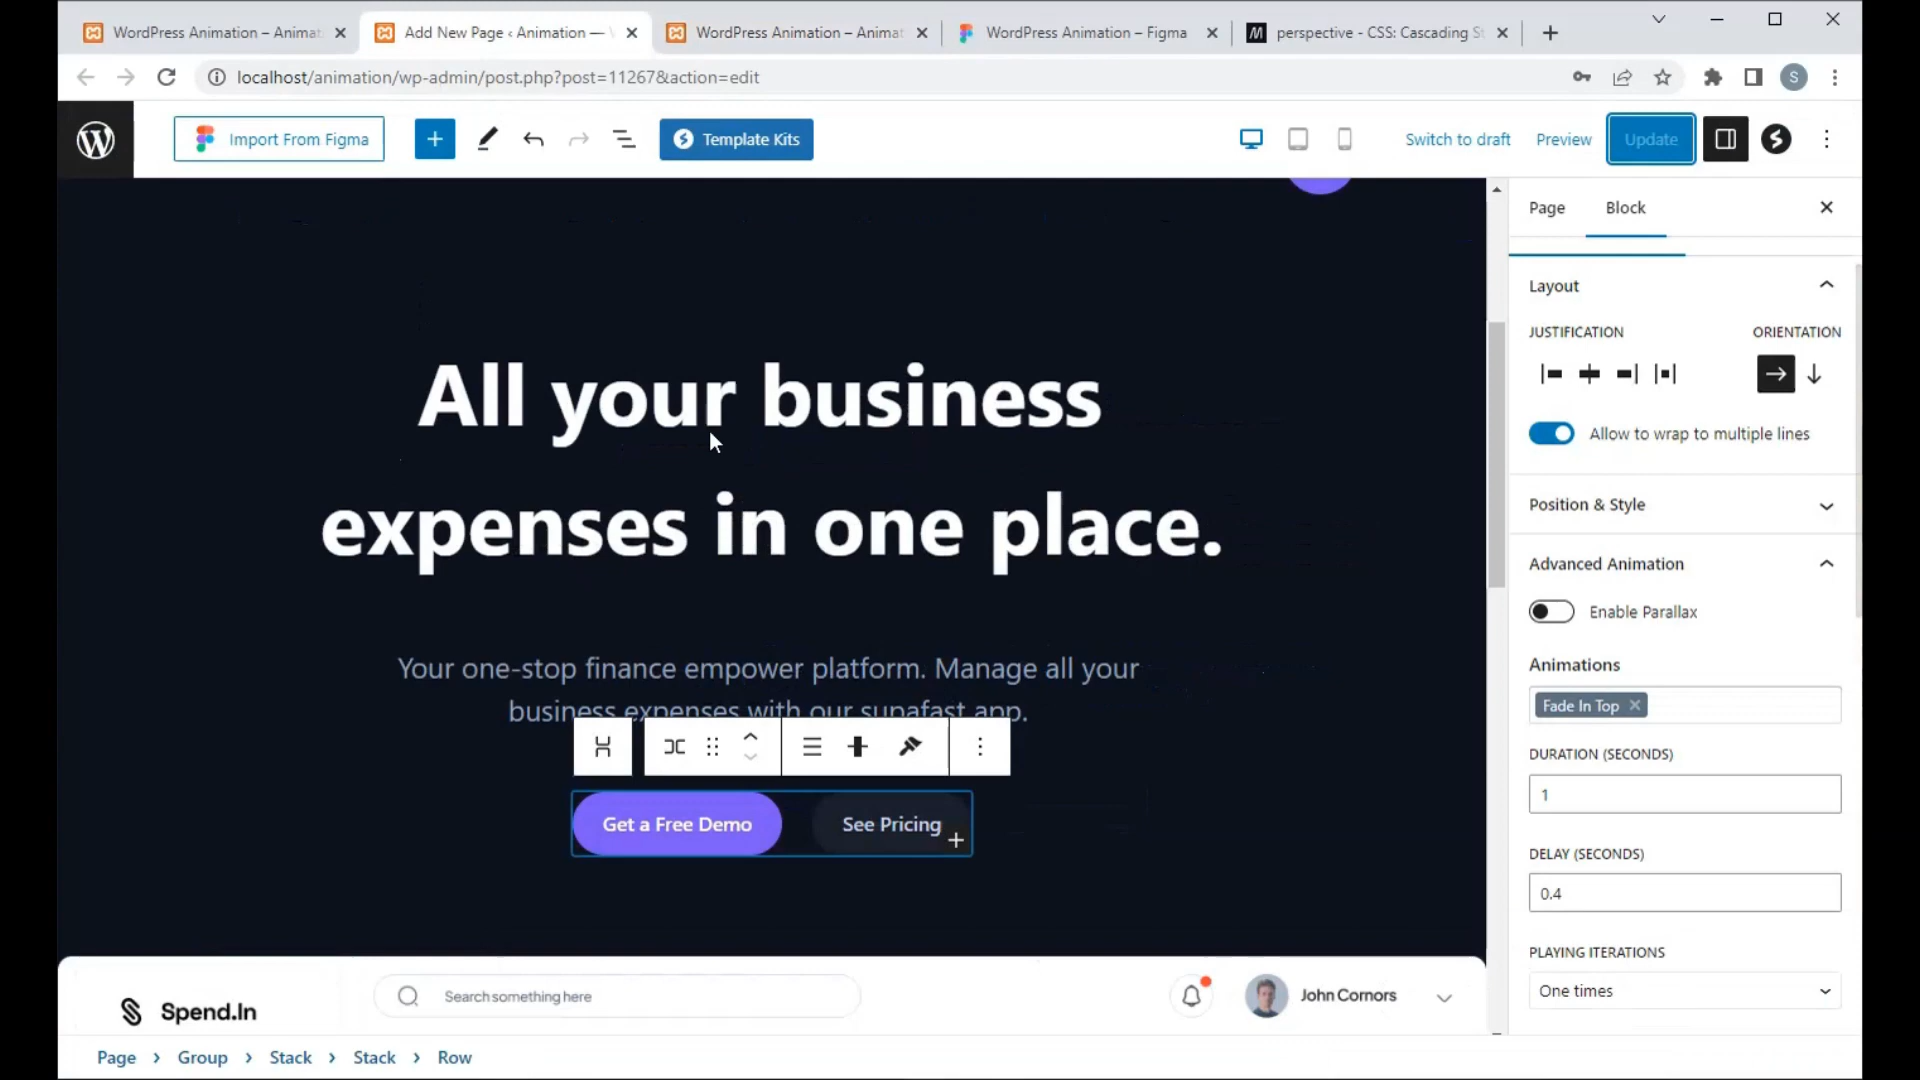 WordPress Animation – Animat
Add New Page ‹ Animation —
WordPress Animation – Animat
WordPress Animation – Figma
perspective - CSS: Cascading St
localhost/animation/wp-admin/post.php?post=11267&action=edit
S
Import From Figma
Template Kits
Switch to draft
Preview
Update
Page
Block
Layout
JUSTIFICATION
ORIENTATION
Allow to wrap to multiple lines
Position & Style
Advanced Animation
Enable Parallax
Animations
Fade In Top
DURATION (SECONDS)
1
DELAY (SECONDS)
0.4
PLAYING ITERATIONS
One times
All your business
expenses in one place.
Your one-stop finance empower platform. Manage all your
business expenses with our supafast app.
Get a Free Demo
See Pricing
Spend.In
Search something here
John Cornors
Page › Group › Stack › Stack › Row